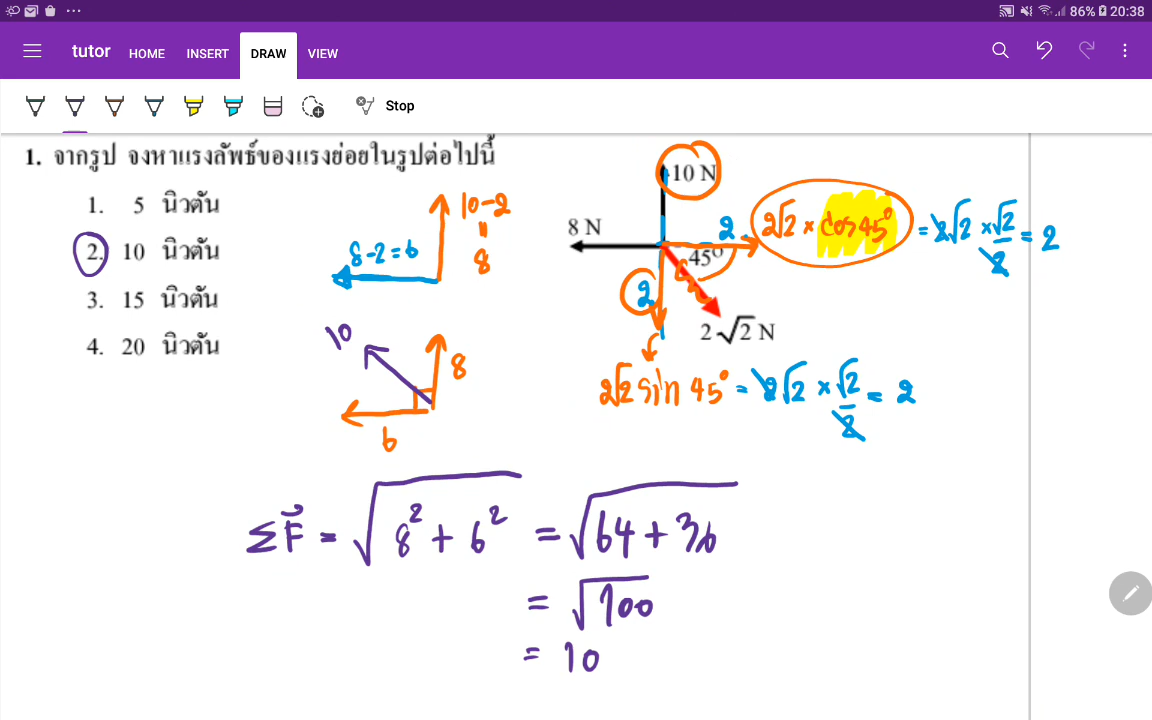 86% 20:38
tutor HOME INSERT DRAW VIEW
Stop
1. จากรูป จงหาแรงลัพธ์ของแรงย่อยในรูปต่อไปนี้
1. 5 นิวตัน
2. 10 นิวตัน
3. 15 นิวตัน
4. 20 นิวตัน
10-2
=
8
8-2=6
10
8
6
10 N
8 N
2
2√2 × cos 45° = 2√2 × √2/2 = 2
45°
2
2√2 N
2√2 sin 45° = 2√2 × √2/2 = 2
ΣF⃗ = √(8² + 6²) = √(64 + 36)
= √100
= 10